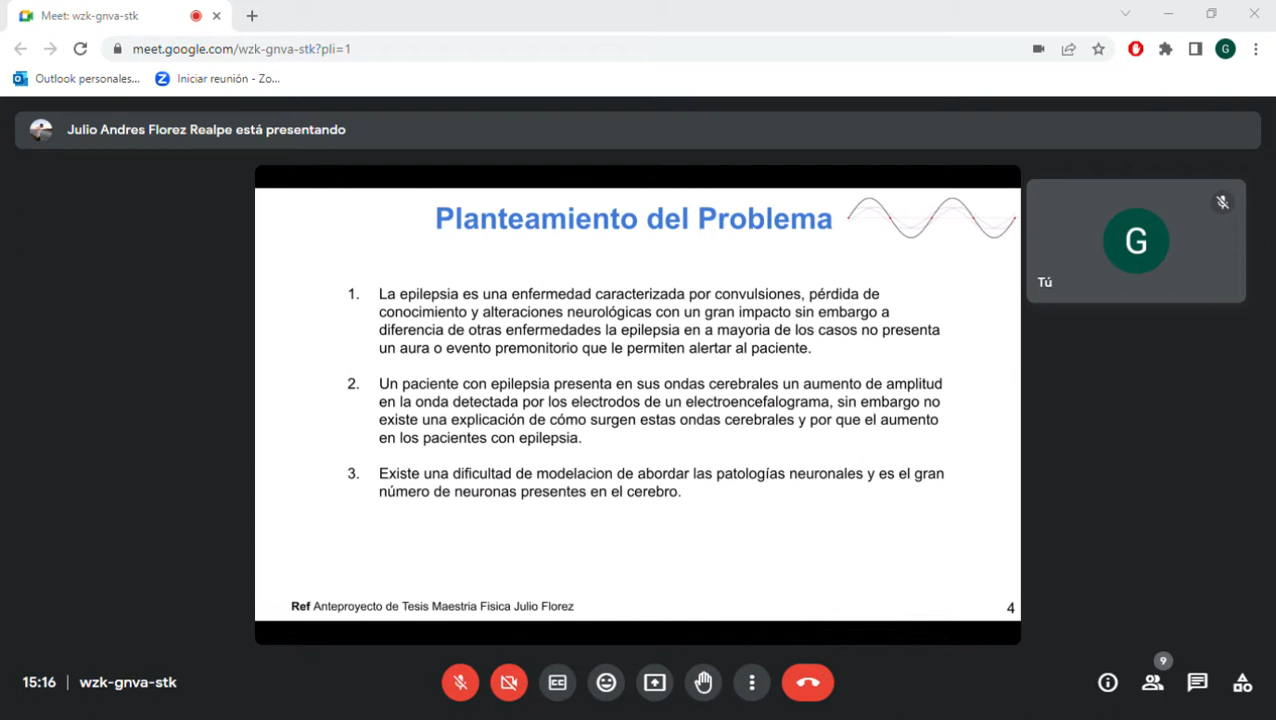 Meet: wzk-gnva-stk
meet.google.com/wzk-gnva-stk?pli=1
G
Outlook personales...
Iniciar reunión - Zo...
Julio Andres Florez Realpe está presentando
Planteamiento del Problema
1. La epilepsia es una enfermedad caracterizada por convulsiones, pérdida de
conocimiento y alteraciones neurológicas con un gran impacto sin embargo a
diferencia de otras enfermedades la epilepsia en a mayoria de los casos no presenta
un aura o evento premonitorio que le permiten alertar al paciente.
2. Un paciente con epilepsia presenta en sus ondas cerebrales un aumento de amplitud
en la onda detectada por los electrodos de un electroencefalograma, sin embargo no
existe una explicación de cómo surgen estas ondas cerebrales y por que el aumento
en los pacientes con epilepsia.
3. Existe una dificultad de modelacion de abordar las patologías neuronales y es el gran
número de neuronas presentes en el cerebro.
Ref Anteproyecto de Tesis Maestria Fisica Julio Florez
4
G
Tú
15:16 | wzk-gnva-stk
CC
9